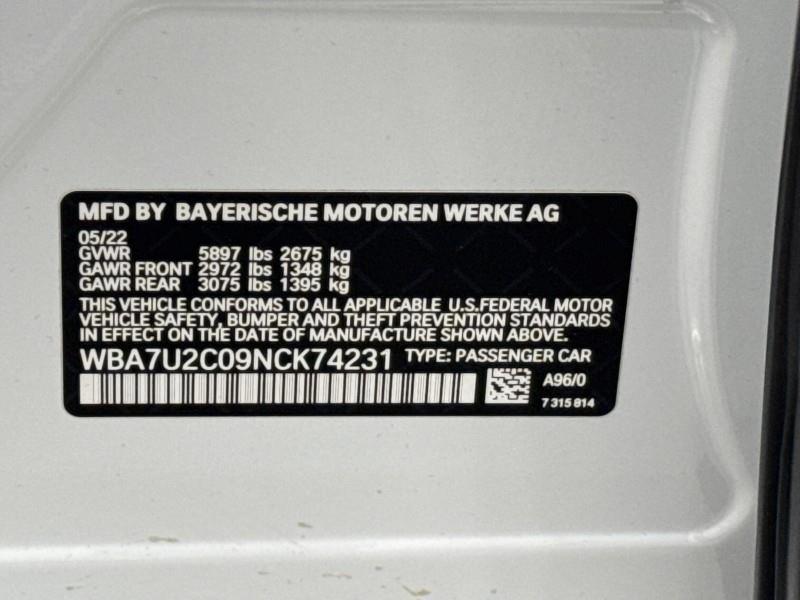 MFD BY BAYERISCHE MOTOREN WERKE AG
05/22
GVWR 5897 lbs 2675 kg
GAWR FRONT 2972 lbs 1348 kg
GAWR REAR 3075 lbs 1395 kg
THIS VEHICLE CONFORMS TO ALL APPLICABLE U.S.FEDERAL MOTOR
VEHICLE SAFETY, BUMPER AND THEFT PREVENTION STANDARDS
IN EFFECT ON THE DATE OF MANUFACTURE SHOWN ABOVE.
WBA7U2C09NCK74231 TYPE: PASSENGER CAR
A96/0
7 315 814